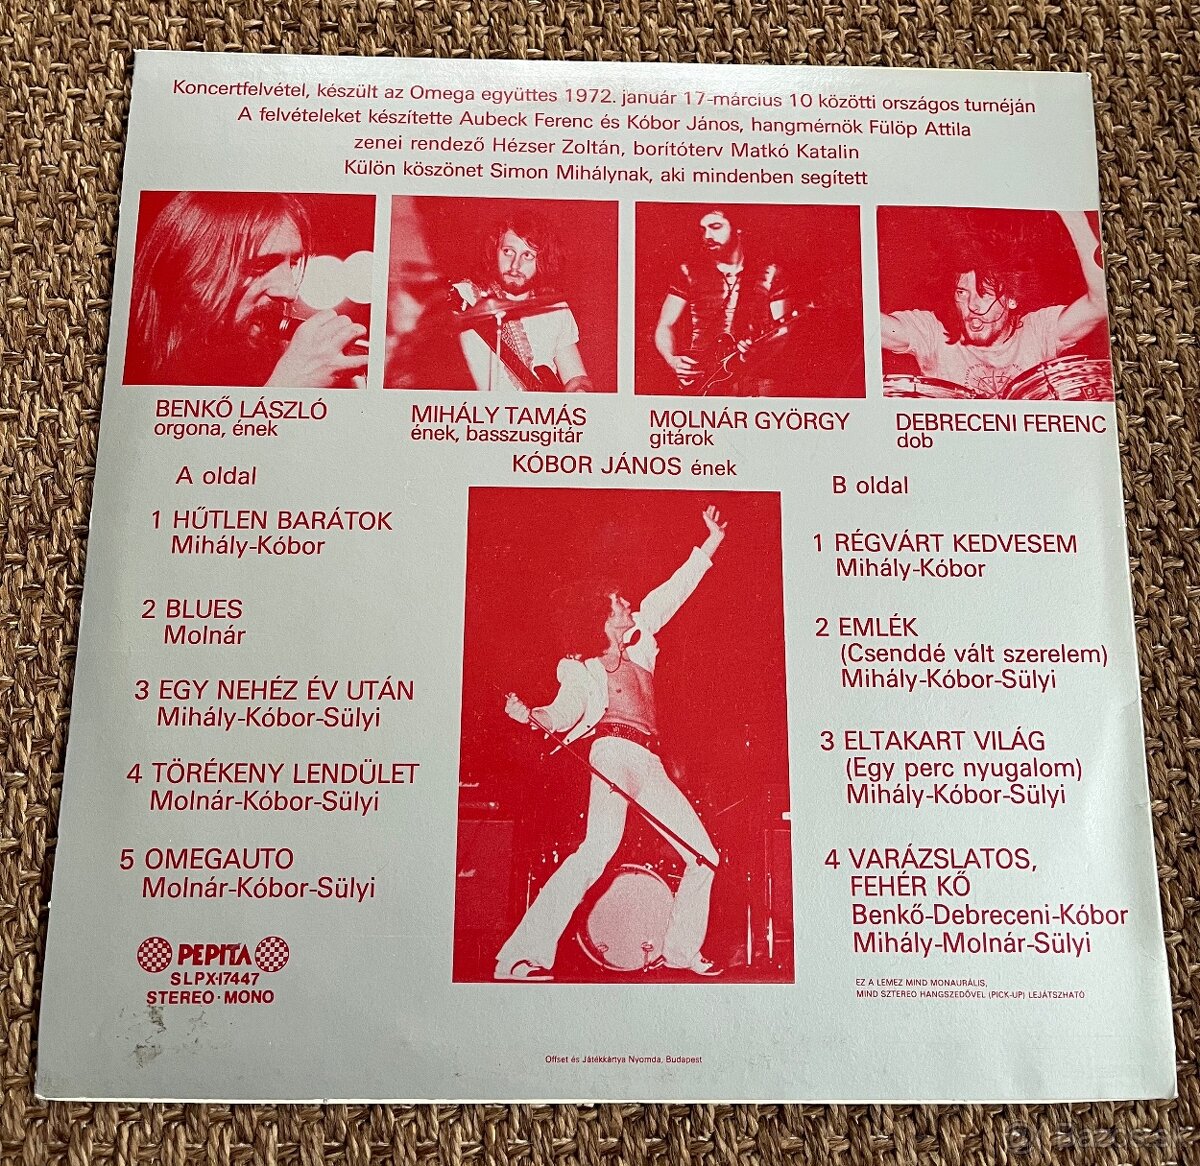 Koncertfelvétel, készült az Omega együttes 1972. január 17-március 10 közötti országos turnéján
A felvételeket készítette Aubeck Ferenc és Kóbor János, hangmérnök Fülöp Attila
zenei rendező Hézser Zoltán, borítóterv Matkó Katalin
Külön köszönet Simon Mihálynak, aki mindenben segített
BENKŐ LÁSZLÓ
orgona, ének
MIHÁLY TAMÁS
ének, basszusgitár
MOLNÁR GYÖRGY
gitárok
DEBRECENI FERENC
dob
KÓBOR JÁNOS ének
A oldal
1 HŰTLEN BARÁTOK
Mihály-Kóbor
2 BLUES
Molnár
3 EGY NEHÉZ ÉV UTÁN
Mihály-Kóbor-Sülyi
4 TÖRÉKENY LENDÜLET
Molnár-Kóbor-Sülyi
5 OMEGAUTO
Molnár-Kóbor-Sülyi
B oldal
1 RÉGVÁRT KEDVESEM
Mihály-Kóbor
2 EMLÉK
(Csenddé vált szerelem)
Mihály-Kóbor-Sülyi
3 ELTAKART VILÁG
(Egy perc nyugalom)
Mihály-Kóbor-Sülyi
4 VARÁZSLATOS,
FEHÉR KŐ
Benkő-Debreceni-Kóbor
Mihály-Molnár-Sülyi
PEPITA
SLPX-17447
STEREO · MONO
EZ A LEMEZ MIND MONAURÁLIS,
MIND SZTEREO HANGSZEDŐVEL (PICK-UP) LEJÁTSZHATÓ
Offset és Játékkártya Nyomda, Budapest
Bazos.sk